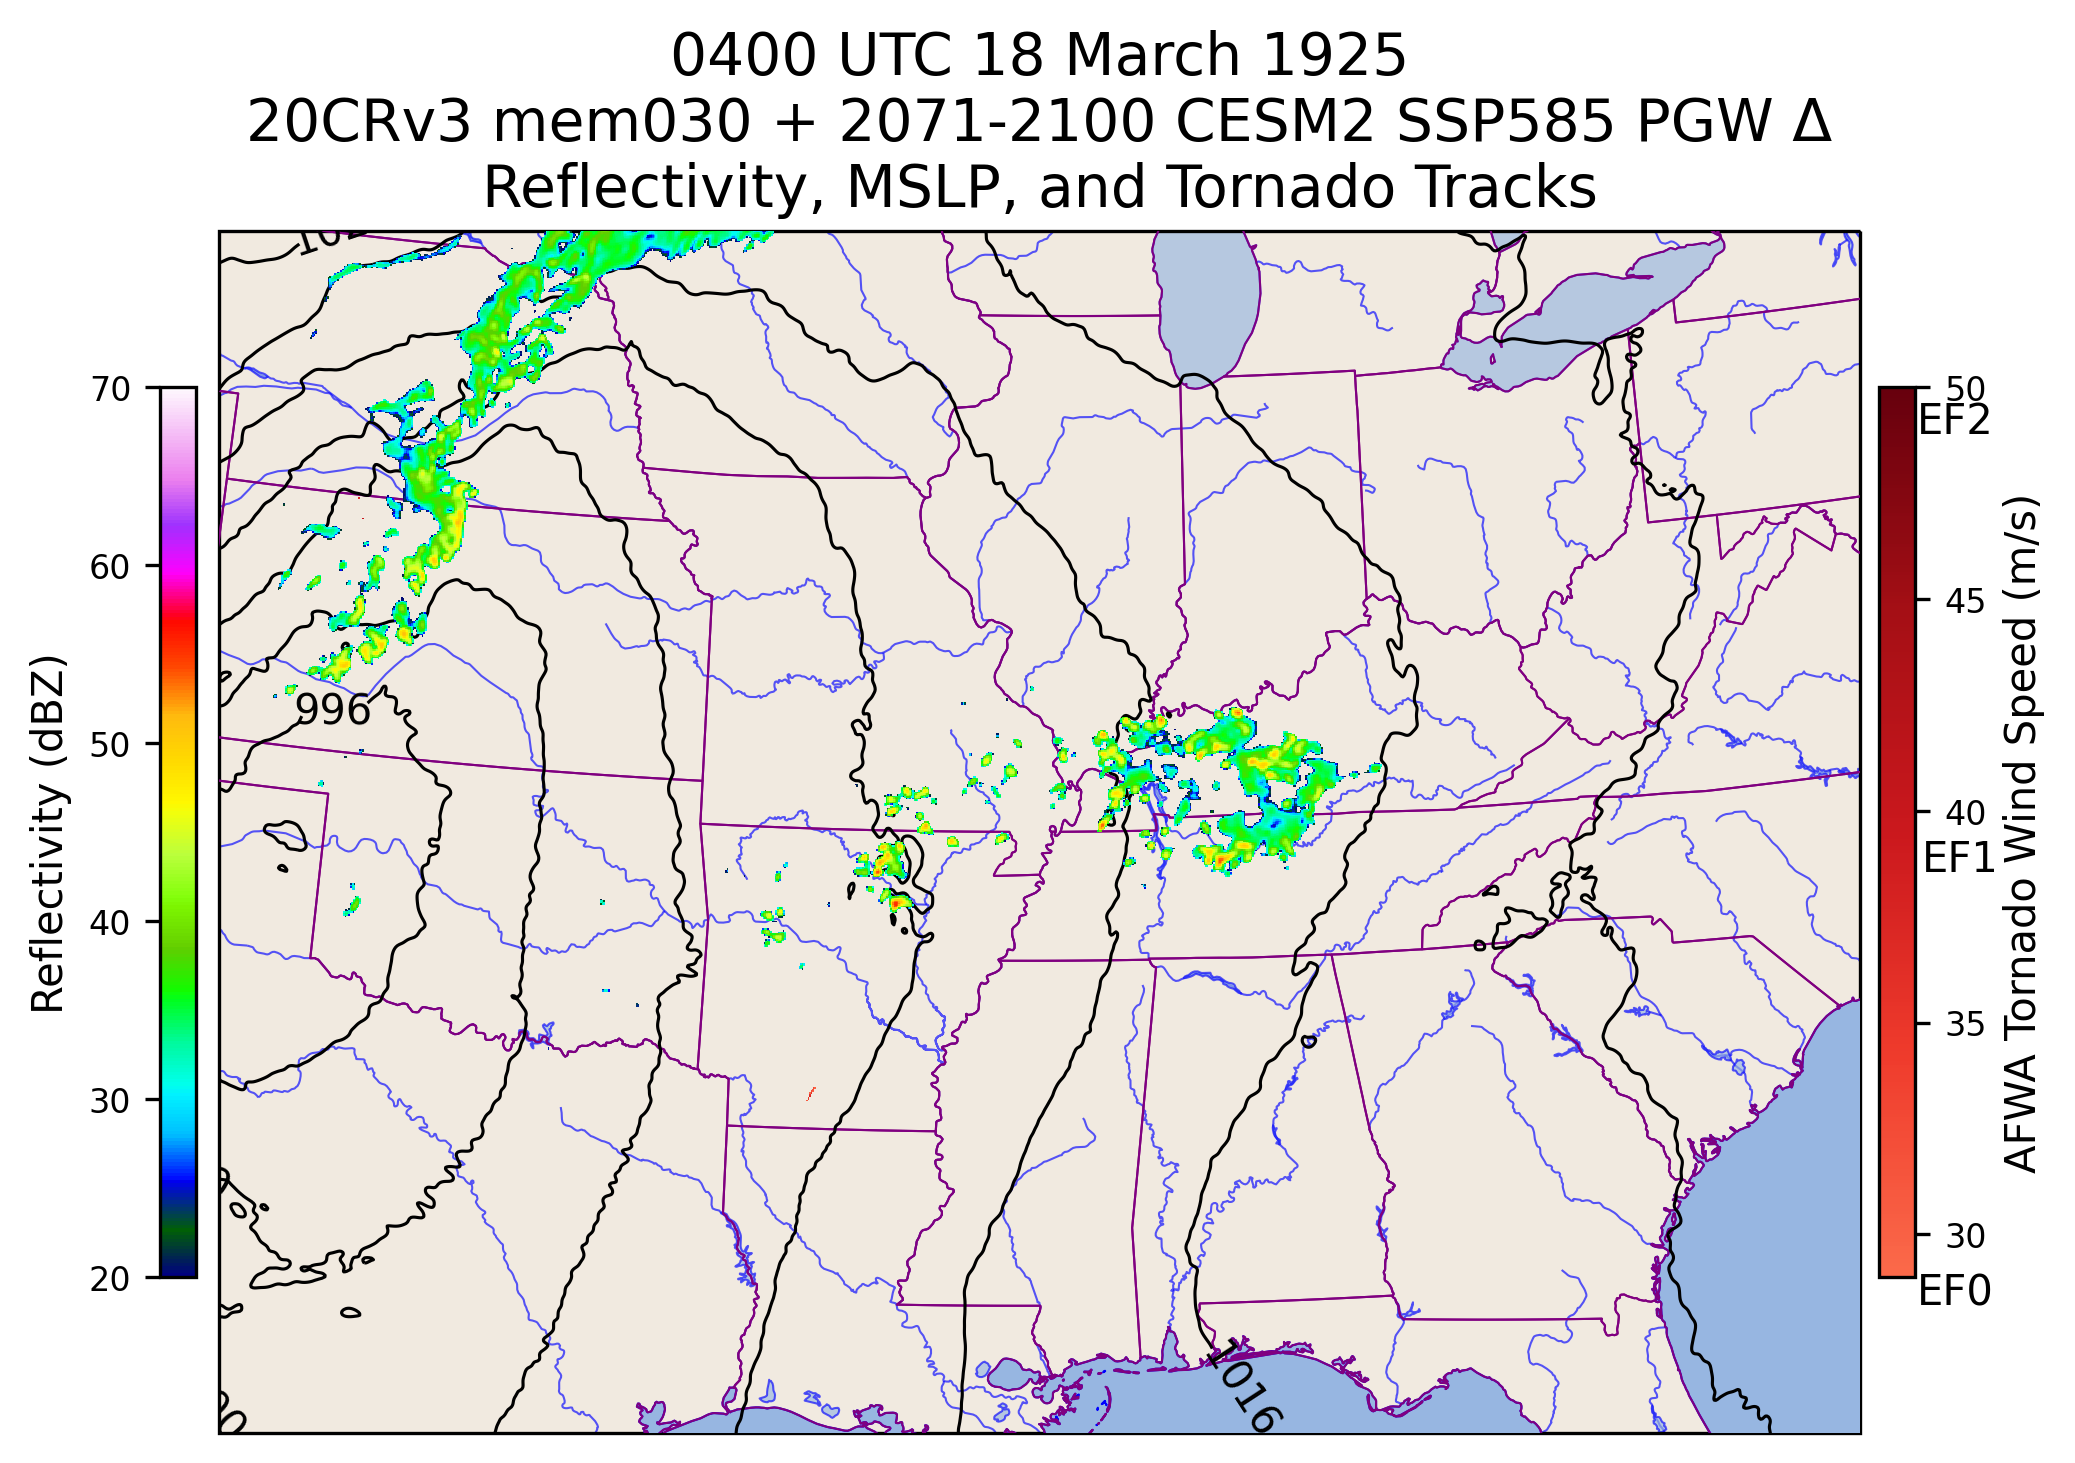 0400 UTC 18 March 1925
20CRv3 mem030 + 2071-2100 CESM2 SSP585 PGW Δ
Reflectivity, MSLP, and Tornado Tracks
70
60
50
40
30
20
Reflectivity (dBZ)
996
1016
50
EF2
45
40
EF1
35
30
EF0
AFWA Tornado Wind Speed (m/s)